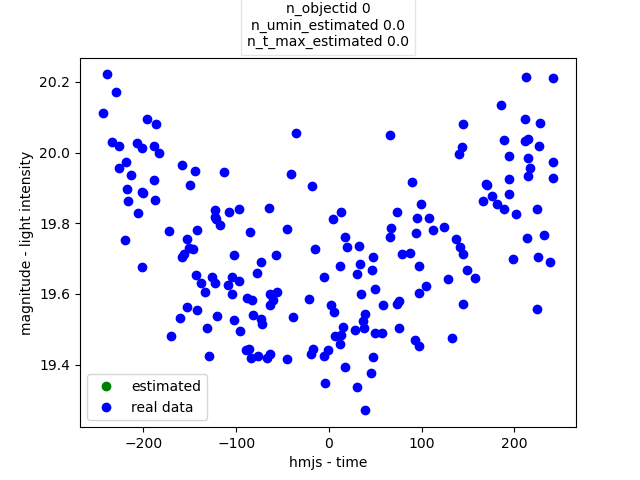 n_objectid 0
n_umin_estimated 0.0
n_t_max_estimated 0.0
20.2
20.0
19.8
19.6
19.4
magnitude - light intensity
estimated
real data
−200
−100
0
100
200
hmjs - time